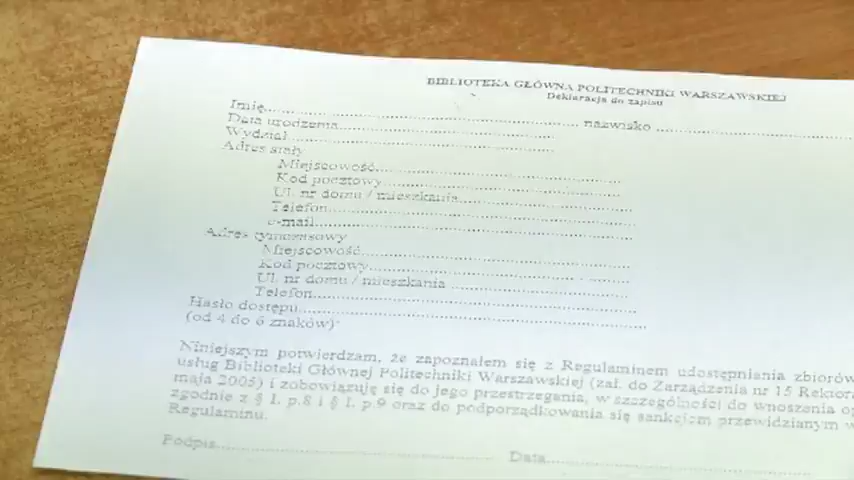 BIBLIOTEKA GŁÓWNA POLITECHNIKI WARSZAWSKIEJ
Deklaracja do zapisu
Imię.................................................... nazwisko ................................
Data urodzenia....................................
Wydział................................................
Adres stały
Miejscowość........................................
Kod pocztowy......................................
Ul. nr domu / mieszkania.............................
Telefon...................................................
e-mail.....................................................
Adres tymczasowy
Miejscowość...........................................
Kod pocztowy.........................................
Ul. nr domu / mieszkania .............................
Telefon...................................................
Hasło dostępu........................................................
(od 4 do 6 znaków)
Niniejszym potwierdzam, że zapoznałem się z Regulaminem udostępniania zbiorów
usług Biblioteki Głównej Politechniki Warszawskiej (zał. do Zarządzenia nr 15 Rektora
maja 2005) i zobowiązuję się do jego przestrzegania, w szczególności do wnoszenia op
zgodnie z § 1. p.8 i § 1. p.9 oraz do podporządkowania się sankcjom przewidzianym w
Regulaminu.
Podpis................................................ Data................................................